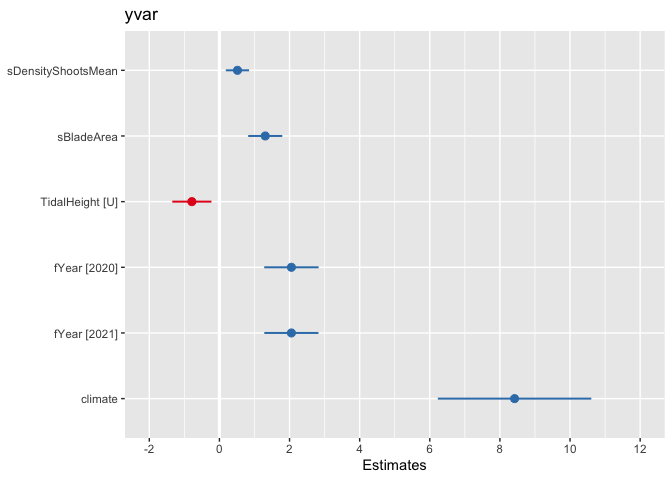 yvar
sDensityShootsMean
sBladeArea
TidalHeight [U]
fYear [2020]
fYear [2021]
climate
-2 0 2 4 6 8 10 12
Estimates